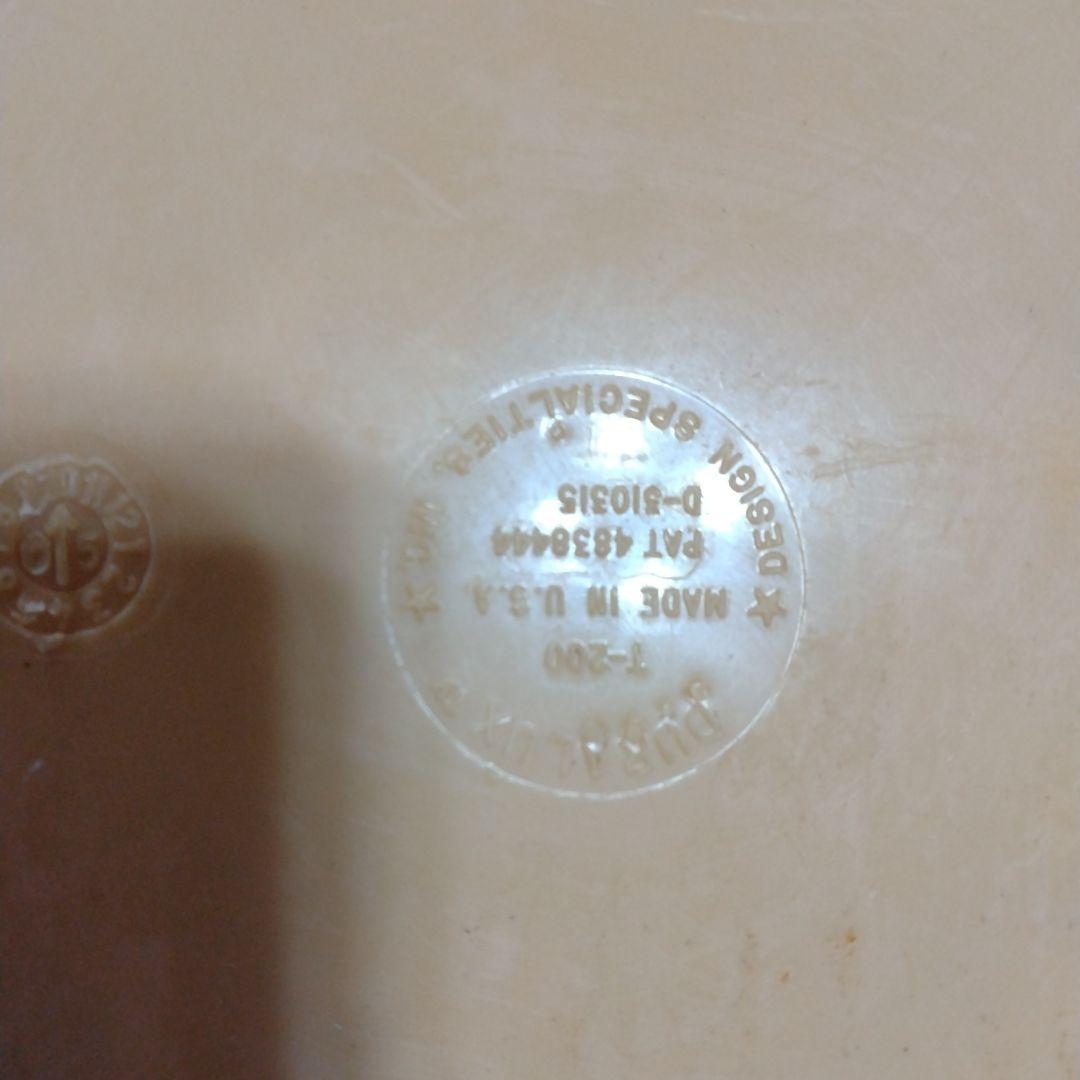 DURALUX
T-200
MADE IN U.S.A.
PAT 4838444
D-310315
★ DESIGN SPECIALTIES, INC. ★